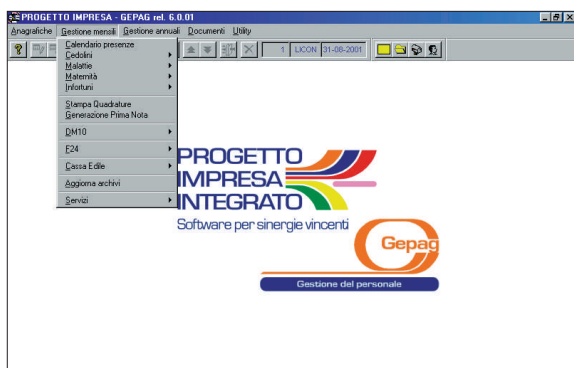 PROGETTO IMPRESA - GEPAG rel. 6.0.01
Anagrafiche Gestione mensili Gestione annuali Documenti Utility
1 LICON 31-08-2001
Calendario presenze
Cedolini
Malattie
Maternità
Infortuni
Stampa Quadrature
Generazione Prima Nota
DM10
F24
Cassa Edile
Aggiorna archivi
Servizi
PROGETTO
IMPRESA
INTEGRATO
Software per sinergie vincenti
Gepag
Gestione del personale